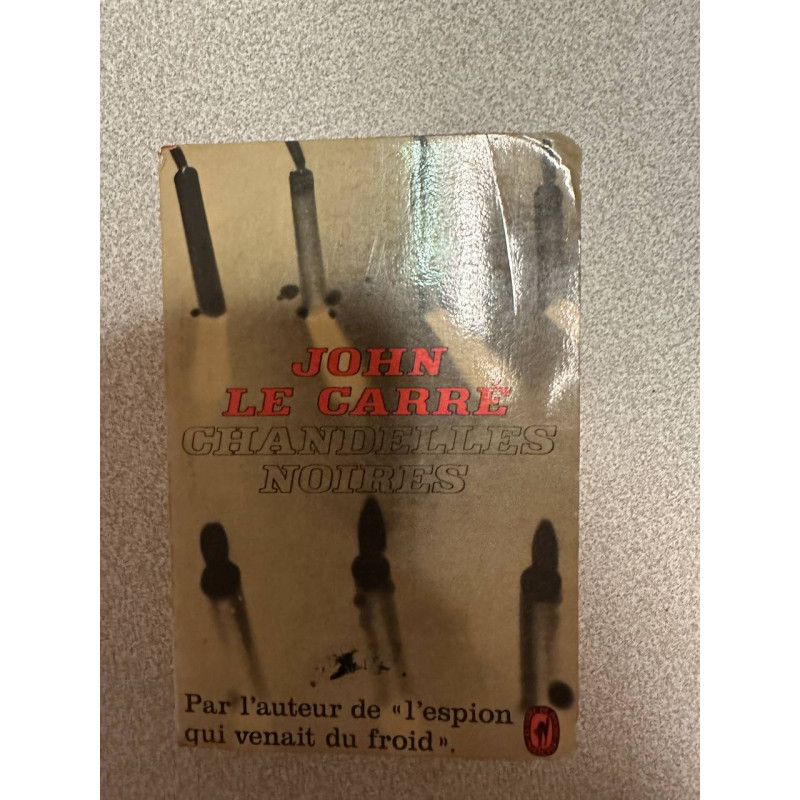 JOHN
LE CARRÉ
CHANDELLES
NOIRES
Par l'auteur de «l'espion
qui venait du froid».